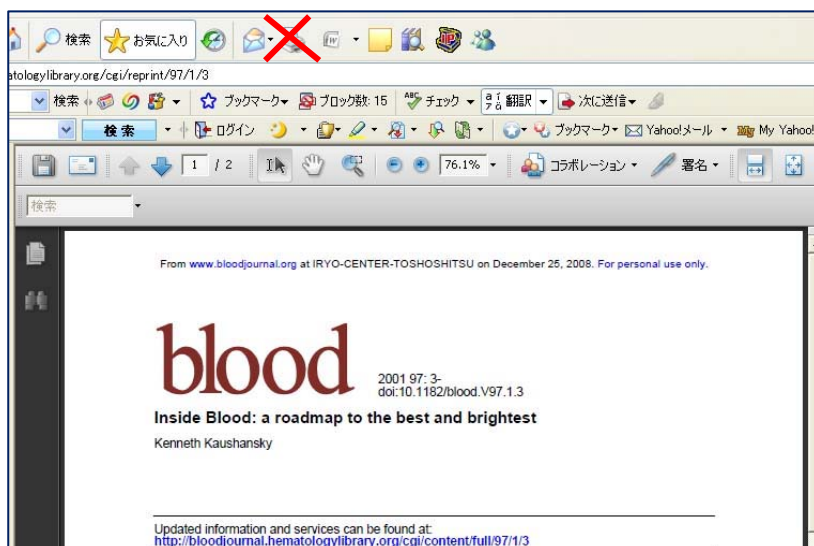 検索 お気に入り
atologylibrary.org/cgi/reprint/97/1/3
検索 ブックマーク ブロック数: 15 ABC チェック 翻訳 次に送信
検索 ログイン ブックマーク Yahoo!メール My Yahoo!
1 / 2 76.1% コラボレーション 署名
検索
From www.bloodjournal.org at IRYO-CENTER-TOSHOSHITSU on December 25, 2008. For personal use only.
blood
2001 97: 3-
doi:10.1182/blood.V97.1.3
Inside Blood: a roadmap to the best and brightest
Kenneth Kaushansky
Updated information and services can be found at:
http://bloodjournal.hematologylibrary.org/cgi/content/full/97/1/3